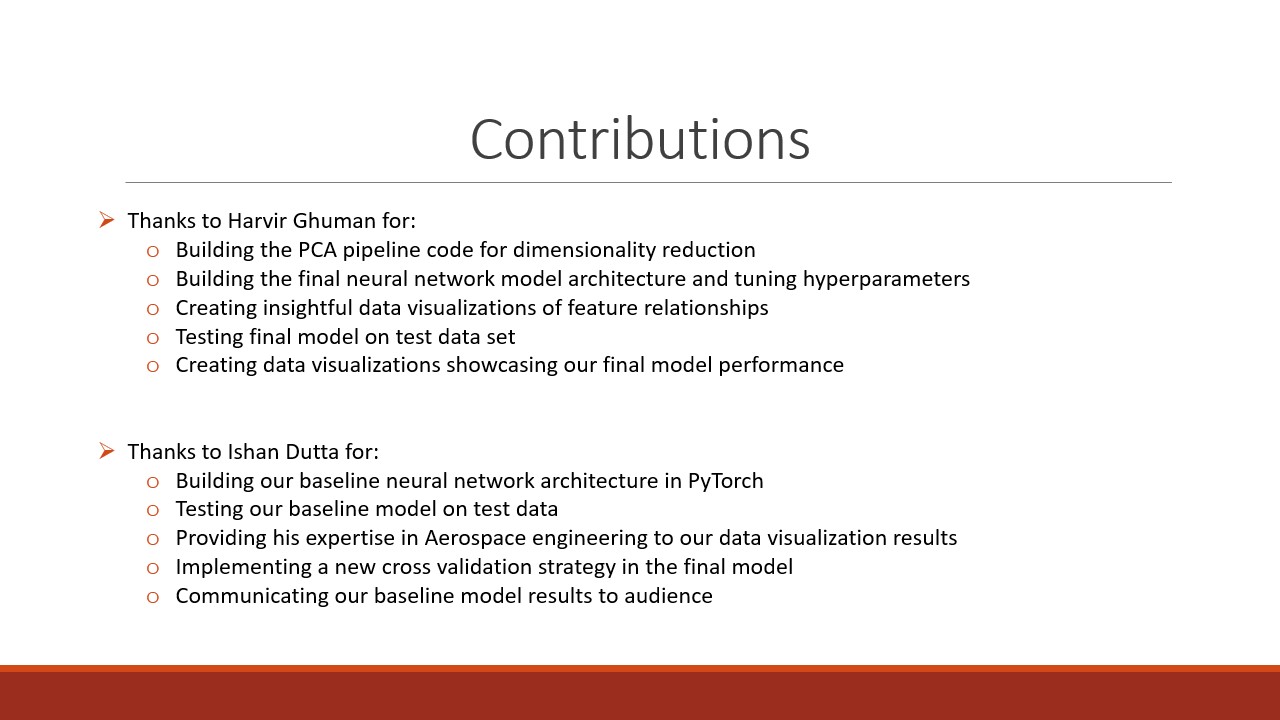 Contributions
Thanks to Harvir Ghuman for:
Building the PCA pipeline code for dimensionality reduction
Building the final neural network model architecture and tuning hyperparameters
Creating insightful data visualizations of feature relationships
Testing final model on test data set
Creating data visualizations showcasing our final model performance
Thanks to Ishan Dutta for:
Building our baseline neural network architecture in PyTorch
Testing our baseline model on test data
Providing his expertise in Aerospace engineering to our data visualization results
Implementing a new cross validation strategy in the final model
Communicating our baseline model results to audience